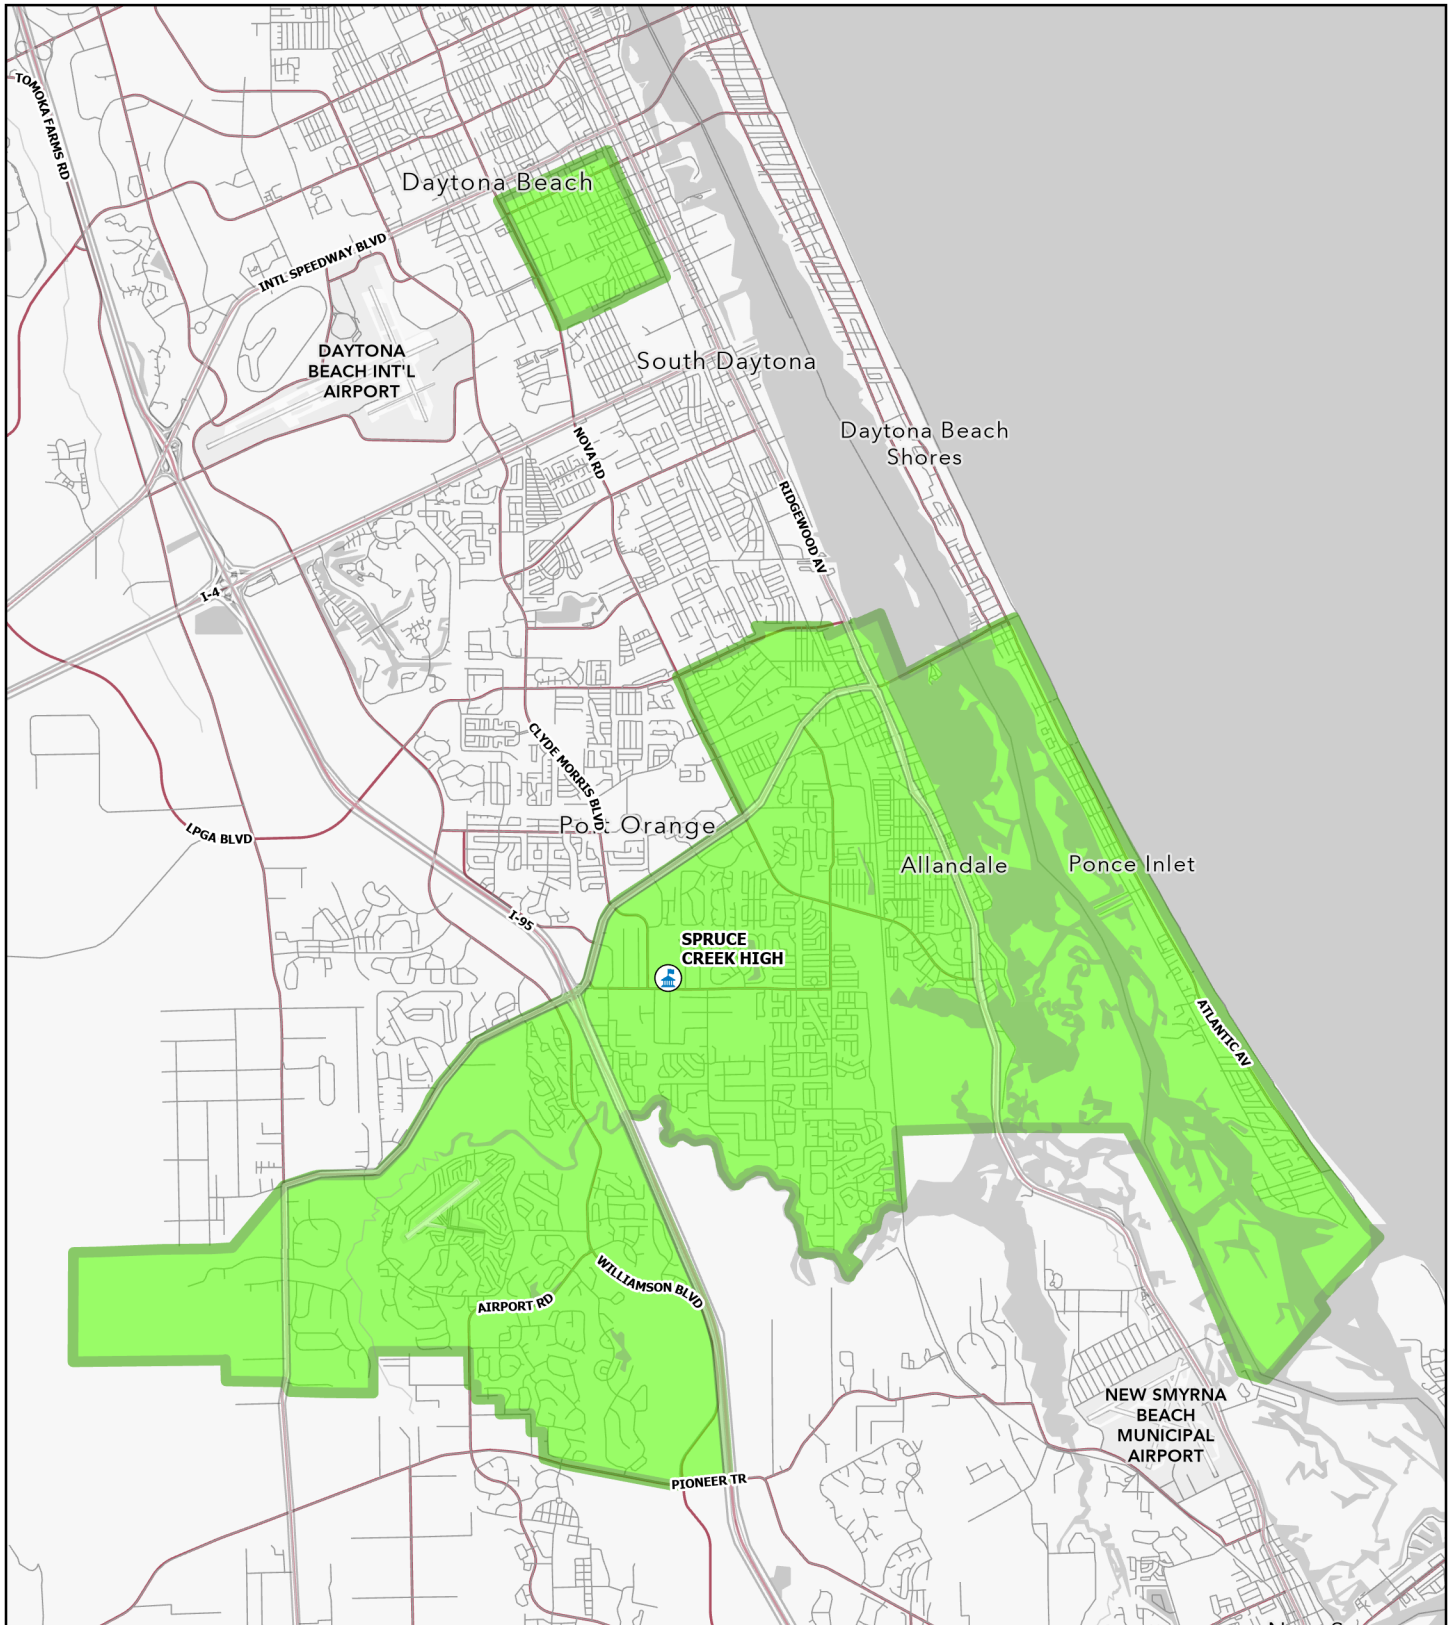 TOMOKA FARMS RD
Daytona Beach
INTL SPEEDWAY BLVD
DAYTONA
BEACH INT'L
AIRPORT
South Daytona
Daytona Beach
Shores
NOVA RD
RIDGEWOOD AV
I-4
CLYDE MORRIS BLVD
LPGA BLVD
Port Orange
Allandale
Ponce Inlet
I-95
SPRUCE
CREEK HIGH
ATLANTIC AV
WILLIAMSON BLVD
AIRPORT RD
NEW SMYRNA
BEACH
MUNICIPAL
AIRPORT
PIONEER TR